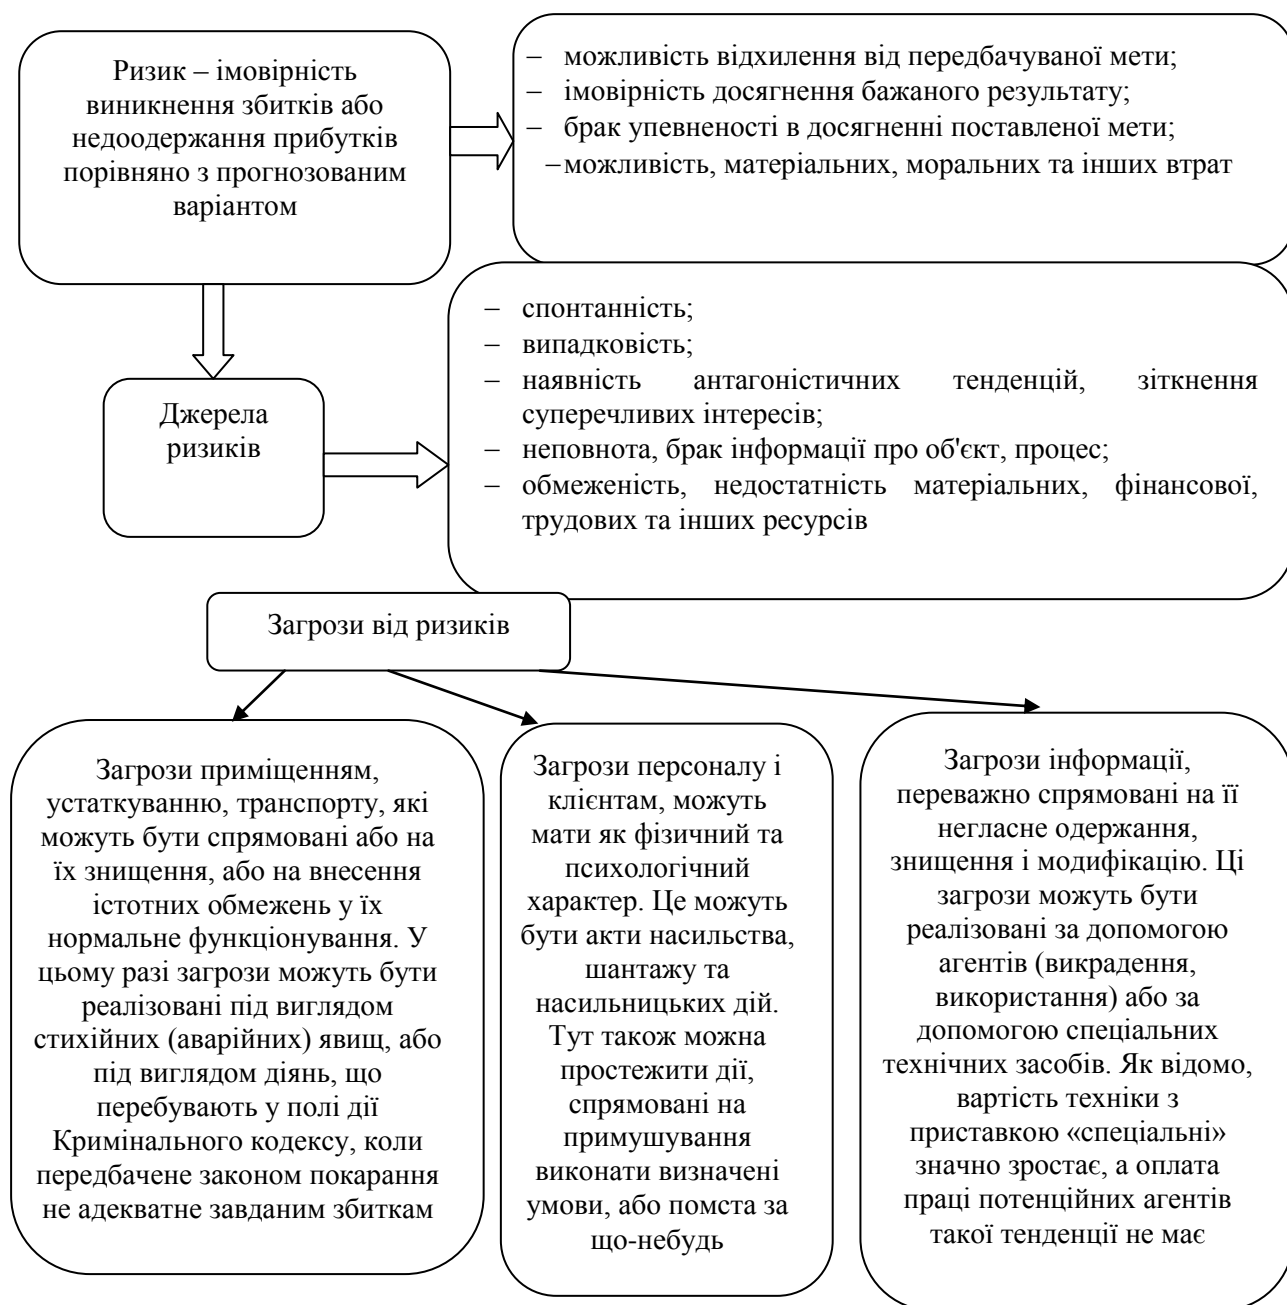 Ризик – імовірність
виникнення збитків або
недоодержання прибутків
порівняно з прогнозованим
варіантом
– можливість відхилення від передбачуваної мети;
– імовірність досягнення бажаного результату;
– брак упевненості в досягненні поставленої мети;
– можливість, матеріальних, моральних та інших втрат
Джерела
ризиків
– спонтанність;
– випадковість;
– наявність антагоністичних тенденцій, зіткнення
суперечливих інтересів;
– неповнота, брак інформації про об'єкт, процес;
– обмеженість, недостатність матеріальних, фінансової,
трудових та інших ресурсів
Загрози від ризиків
Загрози приміщенням,
устаткуванню, транспорту, які
можуть бути спрямовані або на
їх знищення, або на внесення
істотних обмежень у їх
нормальне функціонування. У
цьому разі загрози можуть бути
реалізовані під виглядом
стихійних (аварійних) явищ, або
під виглядом діянь, що
перебувають у полі дії
Кримінального кодексу, коли
передбачене законом покарання
не адекватне завданим збиткам
Загрози персоналу і
клієнтам, можуть
мати як фізичний та
психологічний
характер. Це можуть
бути акти насильства,
шантажу та
насильницьких дій.
Тут також можна
простежити дії,
спрямовані на
примушування
виконати визначені
умови, або помста за
що-небудь
Загрози інформації,
переважно спрямовані на її
негласне одержання,
знищення і модифікацію. Ці
загрози можуть бути
реалізовані за допомогою
агентів (викрадення,
використання) або за
допомогою спеціальних
технічних засобів. Як відомо,
вартість техніки з
приставкою «спеціальні»
значно зростає, а оплата
праці потенційних агентів
такої тенденції не має